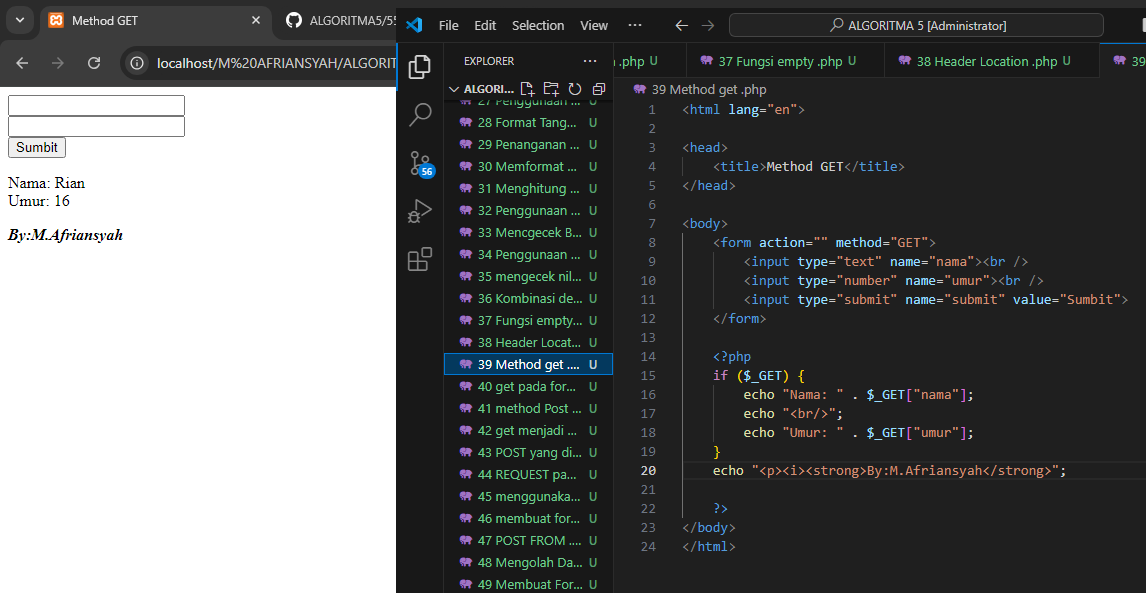 Method GET
ALGORITMA5/55
localhost/M%20AFRIANSYAH/ALGORIT
Sumbit
Nama: Rian
Umur: 16
By:M.Afriansyah
File Edit Selection View ···
ALGORITMA 5 [Administrator]
EXPLORER ···
.php U
37 Fungsi empty .php U
38 Header Location .php U
39
ALGORI...
39 Method get .php
56
27 Penggunaan ... U
28 Format Tang... U
29 Penanganan ... U
30 Memformat ... U
31 Menghitung ... U
32 Penggunaan ... U
33 Mencgecek B... U
34 Penggunaan ... U
35 mengecek nil... U
36 Kombinasi de... U
37 Fungsi empty... U
38 Header Locat... U
39 Method get .... U
40 get pada for... U
41 method Post ... U
42 get menjadi ... U
43 POST yang di... U
44 REQUEST pa... U
45 menggunaka... U
46 membuat for... U
47 POST FROM .... U
48 Mengolah Da... U
49 Membuat For... U
1 <html lang="en">
2
3 <head>
4 <title>Method GET</title>
5 </head>
6
7 <body>
8 <form action="" method="GET">
9 <input type="text" name="nama"><br />
10 <input type="number" name="umur"><br />
11 <input type="submit" name="submit" value="Sumbit">
12 </form>
13
14 <?php
15 if ($_GET) {
16 echo "Nama: " . $_GET["nama"];
17 echo "<br/>";
18 echo "Umur: " . $_GET["umur"];
19 }
20 echo "<p><i><strong>By:M.Afriansyah</strong>";
21
22 ?>
23 </body>
24 </html>